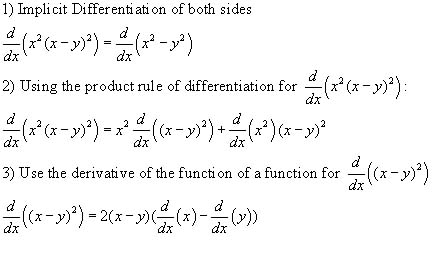 1) Implicit Differentiation of both sides
d/dx (x²(x − y)²) = d/dx (x² − y²)
2) Using the product rule of differentiation for d/dx (x²(x − y)²) :
d/dx (x²(x − y)²) = x² d/dx ((x − y)²) + d/dx (x²)(x − y)²
3) Use the derivative of the function of a function for d/dx ((x − y)²)
d/dx ((x − y)²) = 2(x − y)(d/dx (x) − d/dx (y))